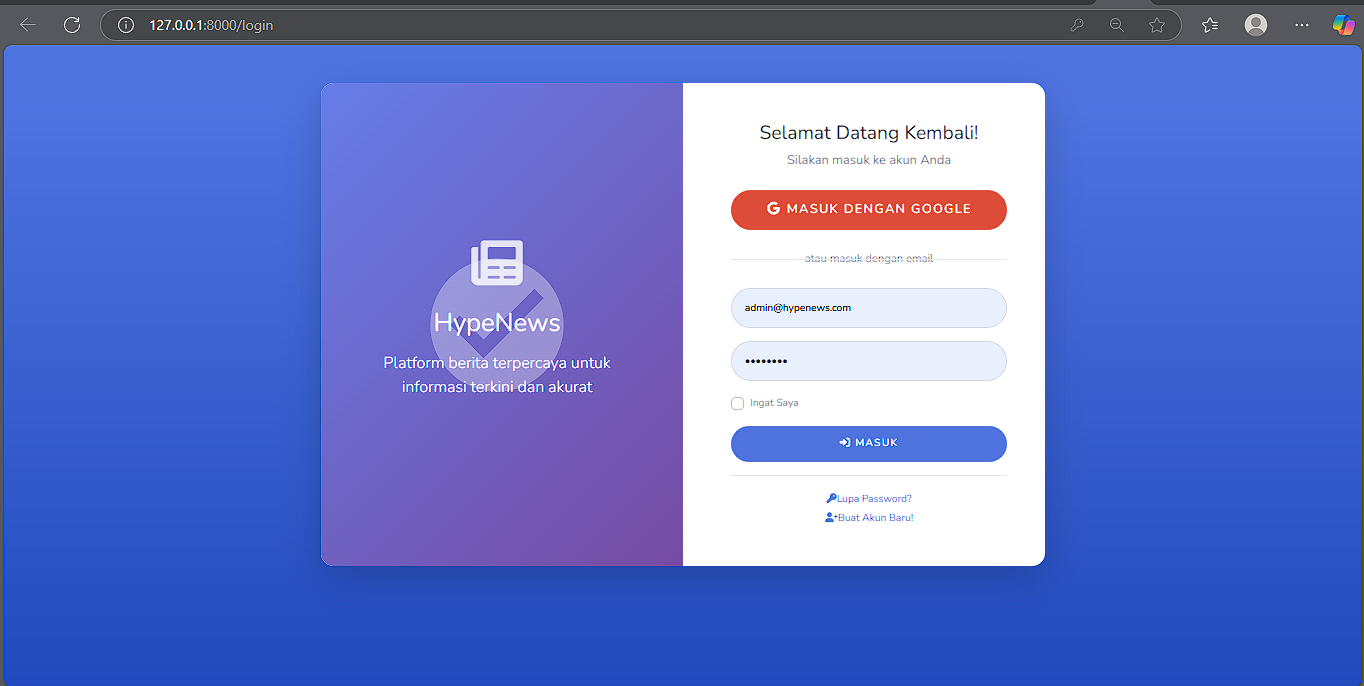 127.0.0.1:8000/login
HypeNews
Platform berita terpercaya untuk
informasi terkini dan akurat
Selamat Datang Kembali!
Silakan masuk ke akun Anda
G MASUK DENGAN GOOGLE
atau masuk dengan email
admin@hypenews.com
••••••••
Ingat Saya
MASUK
Lupa Password?
Buat Akun Baru!